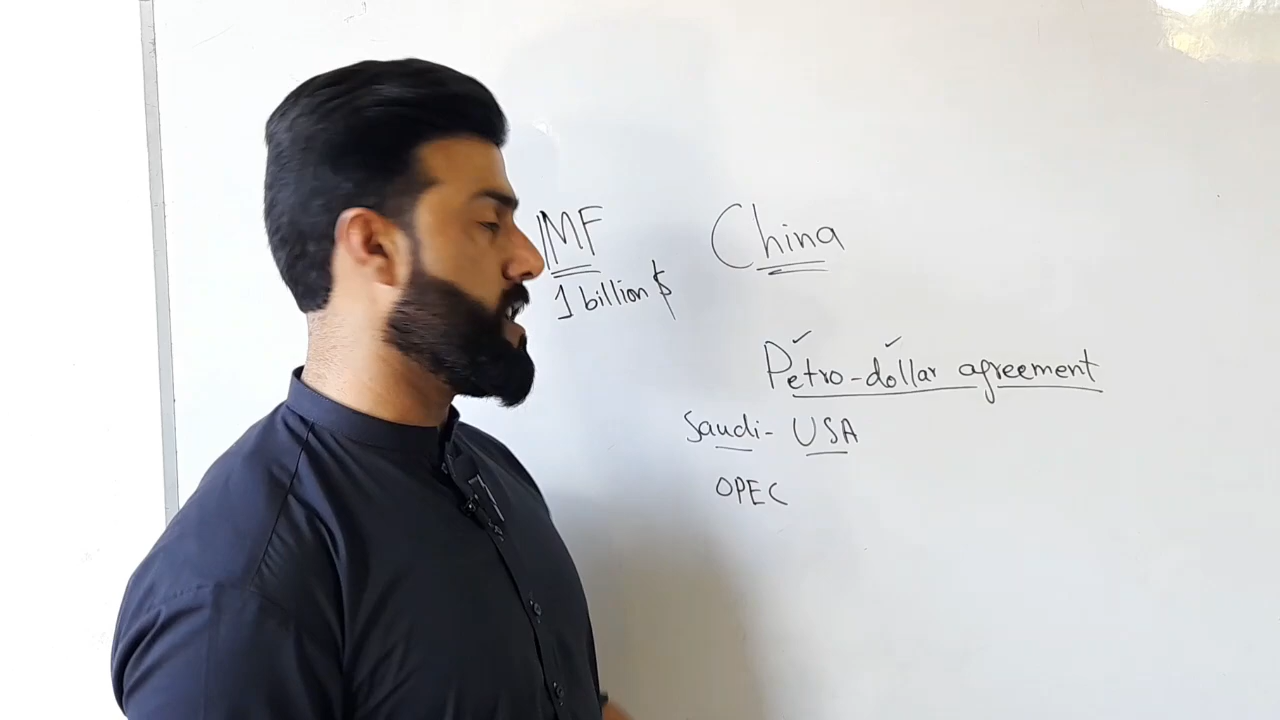 IMF China
1 billion $
Petro-dollar agreement
Saudi- USA
OPEC